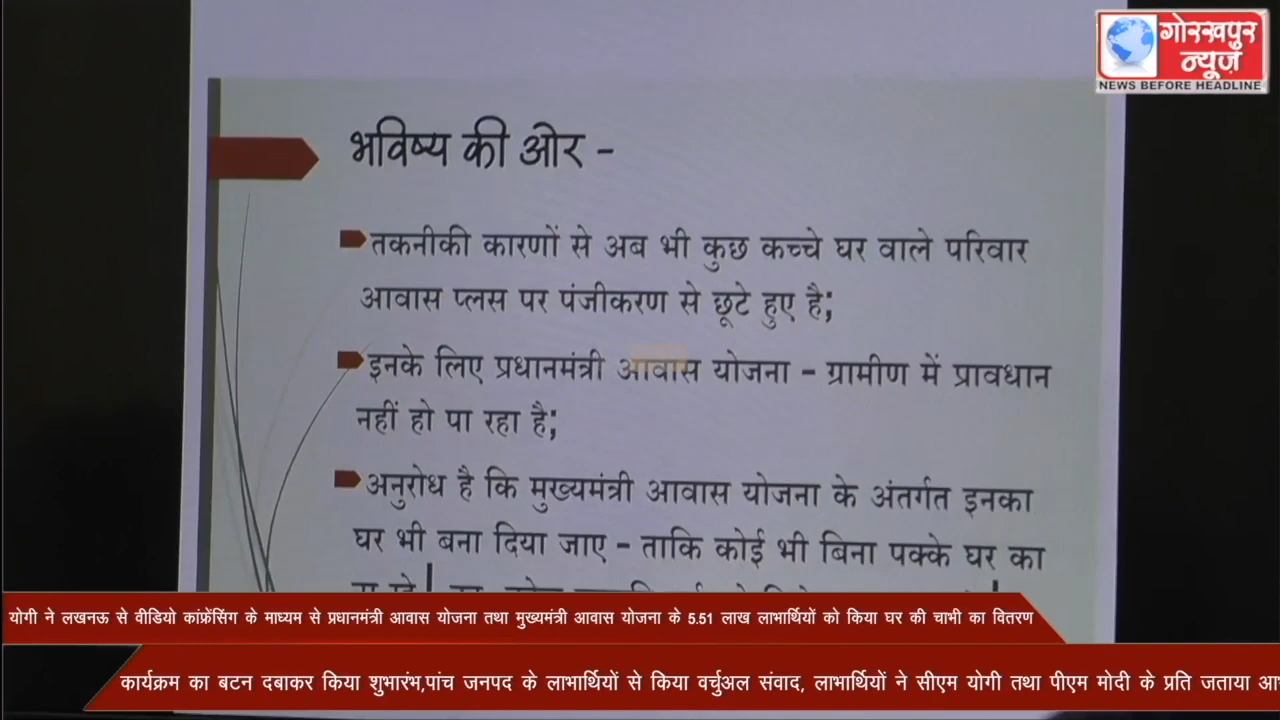 गोरखपुर
न्यूज़
NEWS BEFORE HEADLINE
भविष्य की ओर -
तकनीकी कारणों से अब भी कुछ कच्चे घर वाले परिवार
आवास प्लस पर पंजीकरण से छूटे हुए है;
इनके लिए प्रधानमंत्री आवास योजना - ग्रामीण में प्रावधान
नहीं हो पा रहा है;
अनुरोध है कि मुख्यमंत्री आवास योजना के अंतर्गत इनका
घर भी बना दिया जाए - ताकि कोई भी बिना पक्के घर का
योगी ने लखनऊ से वीडियो कांफ्रेंसिंग के माध्यम से प्रधानमंत्री आवास योजना तथा मुख्यमंत्री आवास योजना के 5.51 लाख लाभार्थियों को किया घर की चाभी का वितरण
कार्यक्रम का बटन दबाकर किया शुभारंभ,पांच जनपद के लाभार्थियों से किया वर्चुअल संवाद, लाभार्थियों ने सीएम योगी तथा पीएम मोदी के प्रति जताया